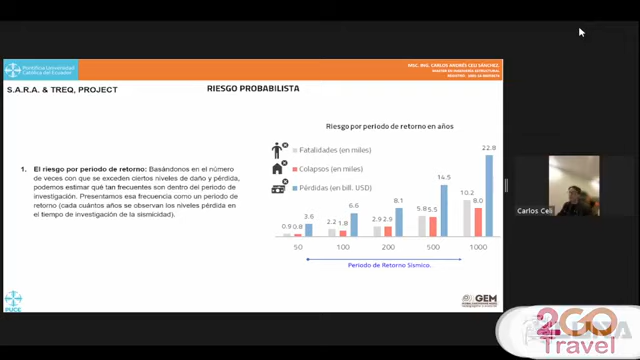 Pontificia Universidad
Católica del Ecuador
MSC. ING. CARLOS ANDRÉS CELI SÁNCHEZ
S.A.R.A. & TREQ, PROJECT
RIESGO PROBABILISTA
1. El riesgo por periodo de retorno: Basándonos en el número
de veces con que se exceden ciertos niveles de daño y pérdida,
podemos estimar qué tan frecuentes son dentro del periodo de
investigación. Presentamos esa frecuencia como un periodo de
retorno (cada cuántos años se observan los niveles pérdida en
el tiempo de investigación de la sismicidad).
Riesgo por periodo de retorno en años
Fatalidades (en miles)
Colapsos (en miles)
Pérdidas (en bill. USD)
0.9 0.8 3.6
2.2 1.8 6.6
2.9 2.9 8.1
5.8 5.5 14.5
10.2 8.0 22.8
50 100 200 500 1000
Periodo de Retorno Sísmico.
PUCE
GEM
Carlos Celi
2GO
Travel